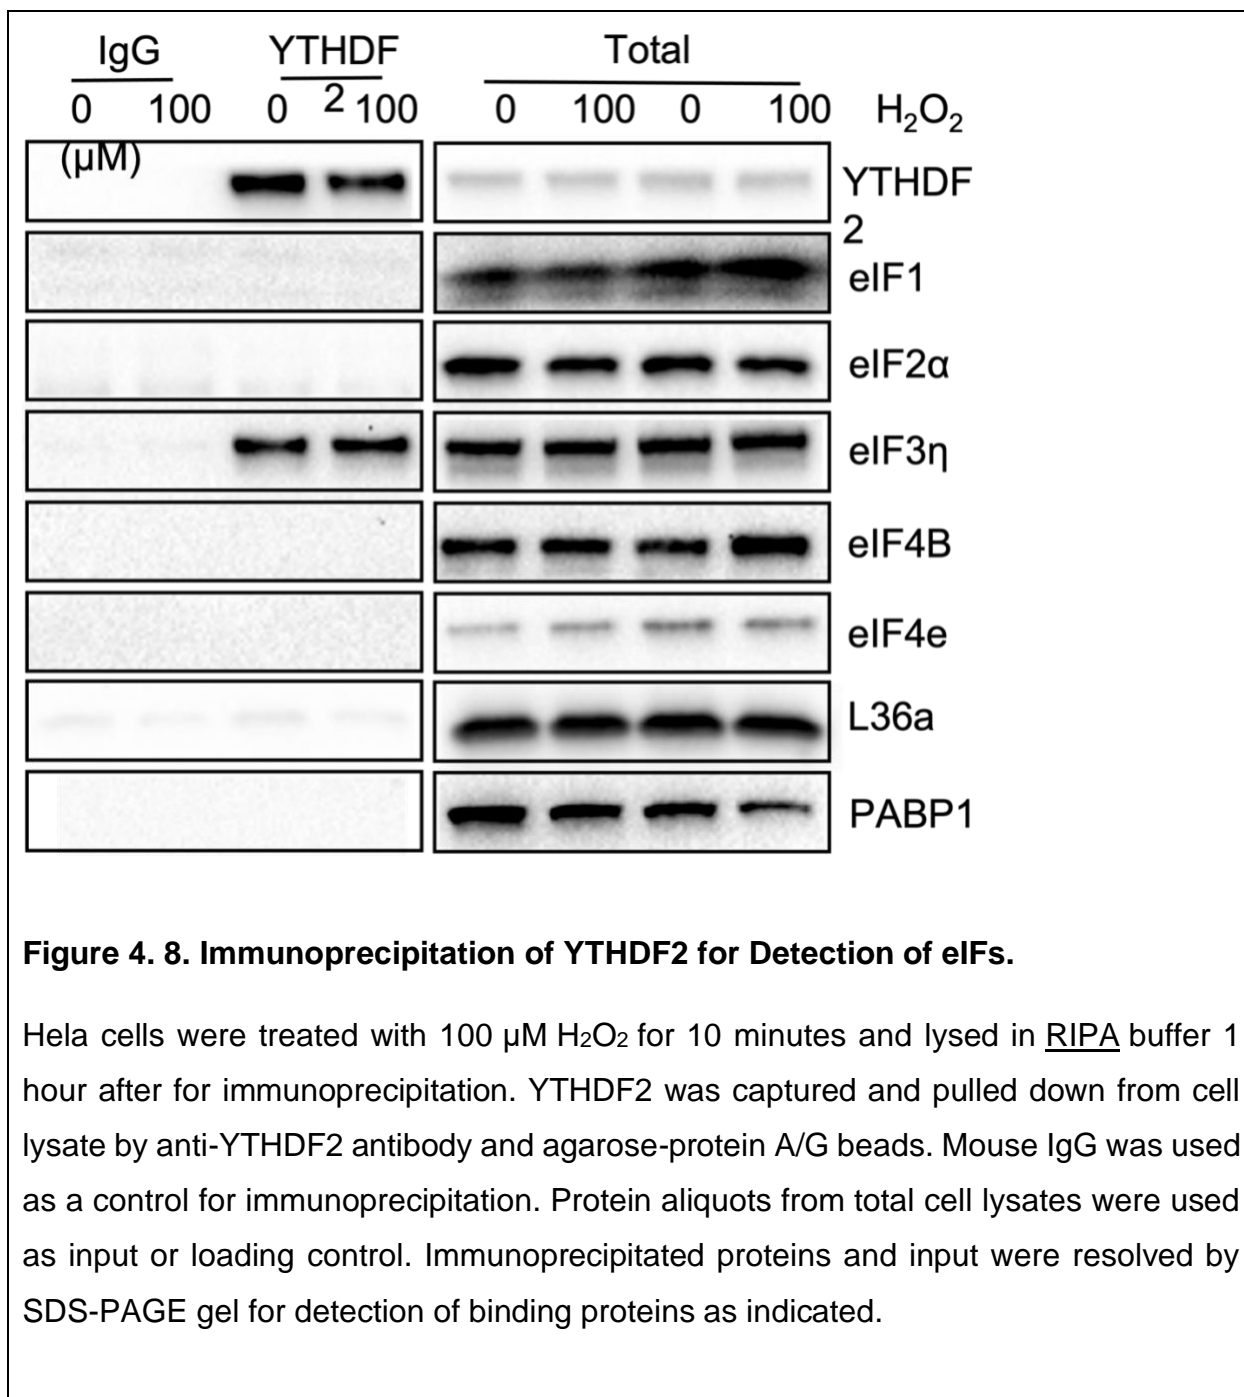 IgG YTHDF Total
0 100 0 2 100 0 100 0 100 H₂O₂
(μM)
YTHDF
2
eIF1
eIF2α
eIF3η
eIF4B
eIF4e
L36a
PABP1
Figure 4. 8. Immunoprecipitation of YTHDF2 for Detection of eIFs.
Hela cells were treated with 100 μM H₂O₂ for 10 minutes and lysed in RIPA buffer 1
hour after for immunoprecipitation. YTHDF2 was captured and pulled down from cell
lysate by anti-YTHDF2 antibody and agarose-protein A/G beads. Mouse IgG was used
as a control for immunoprecipitation. Protein aliquots from total cell lysates were used
as input or loading control. Immunoprecipitated proteins and input were resolved by
SDS-PAGE gel for detection of binding proteins as indicated.